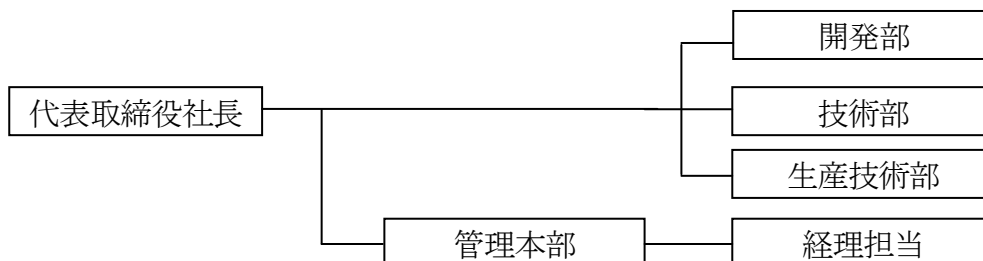 開発部
代表取締役社長
技術部
生産技術部
管理本部
経理担当